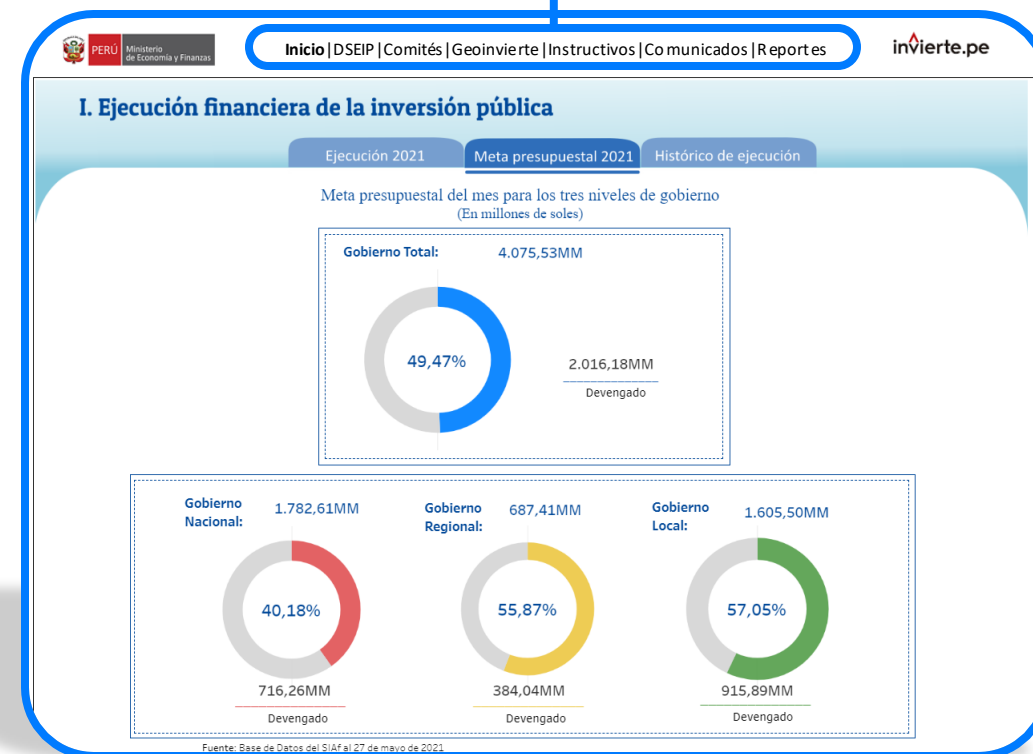 PERÚ
Ministerio
de Economía y Finanzas
Inicio|DSEIP|Comités|Geoinvierte|Instructivos|Comunicados|Reportes
invierte.pe
I. Ejecución financiera de la inversión pública
Ejecución 2021
Meta presupuestal 2021
Histórico de ejecución
Meta presupuestal del mes para los tres niveles de gobierno
(En millones de soles)
Gobierno Total: 4.075,53MM
49,47%
2.016,18MM
Devengado
Gobierno
Nacional:
1.782,61MM
40,18%
716,26MM
Devengado
Gobierno
Regional:
687,41MM
55,87%
384,04MM
Devengado
Gobierno
Local:
1.605,50MM
57,05%
915,89MM
Devengado
Fuente: Base de Datos del SIAf al 27 de mayo de 2021